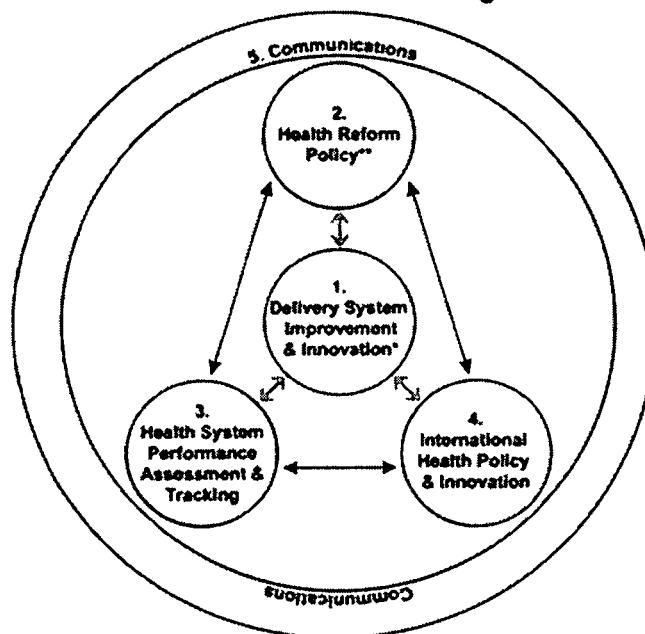 5. Communications
2.
Health Reform
Policy**
1.
Delivery System
Improvement
& Innovation*
3.
Health System
Performance
Assessment &
Tracking
4.
International
Health Policy
& Innovation
Communications